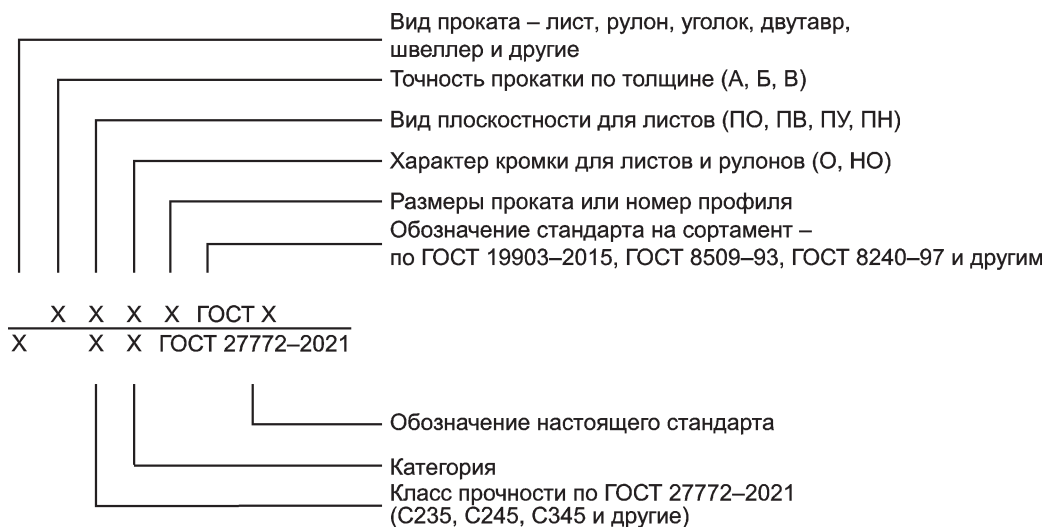 Вид проката – лист, рулон, уголок, двутавр,
швеллер и другие
Точность прокатки по толщине (А, Б, В)
Вид плоскостности для листов (ПО, ПВ, ПУ, ПН)
Характер кромки для листов и рулонов (О, НО)
Размеры проката или номер профиля
Обозначение стандарта на сортамент –
по ГОСТ 19903–2015, ГОСТ 8509–93, ГОСТ 8240–97 и другим
Х Х Х Х ГОСТ Х
Х Х Х ГОСТ 27772–2021
Обозначение настоящего стандарта
Категория
Класс прочности по ГОСТ 27772–2021
(С235, С245, С345 и другие)